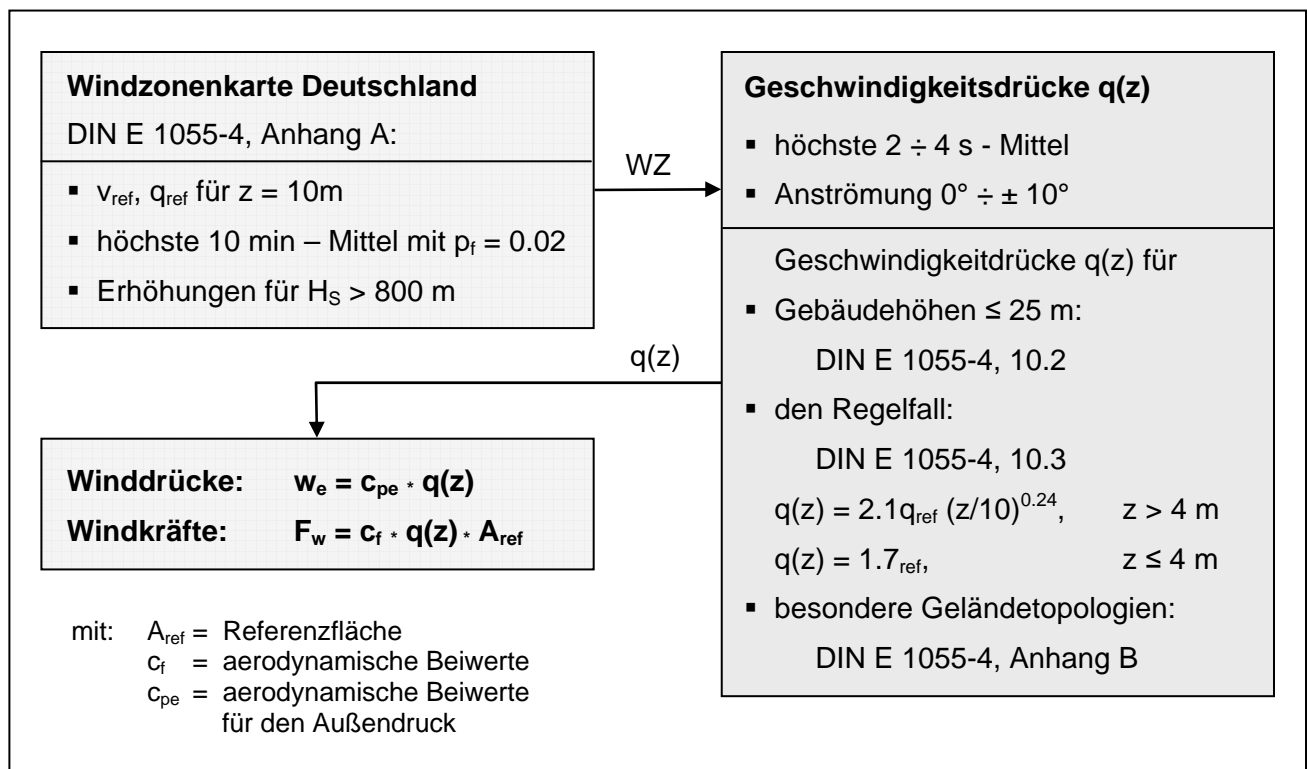 Windzonenkarte Deutschland
DIN E 1055-4, Anhang A:
▪ v_ref, q_ref für z = 10m
▪ höchste 10 min – Mittel mit p_f = 0.02
▪ Erhöhungen für H_S > 800 m
WZ
Geschwindigkeitsdrücke q(z)
▪ höchste 2 ÷ 4 s - Mittel
▪ Anströmung 0° ÷ ± 10°
Geschwindigkeitdrücke q(z) für
▪ Gebäudehöhen ≤ 25 m:
DIN E 1055-4, 10.2
▪ den Regelfall:
DIN E 1055-4, 10.3
q(z) = 2.1q_ref (z/10)^0.24, z > 4 m
q(z) = 1.7_ref, z ≤ 4 m
▪ besondere Geländetopologien:
DIN E 1055-4, Anhang B
q(z)
Winddrücke: w_e = c_pe * q(z)
Windkräfte: F_w = c_f * q(z) * A_ref
mit: A_ref = Referenzfläche
c_f = aerodynamische Beiwerte
c_pe = aerodynamische Beiwerte
für den Außendruck